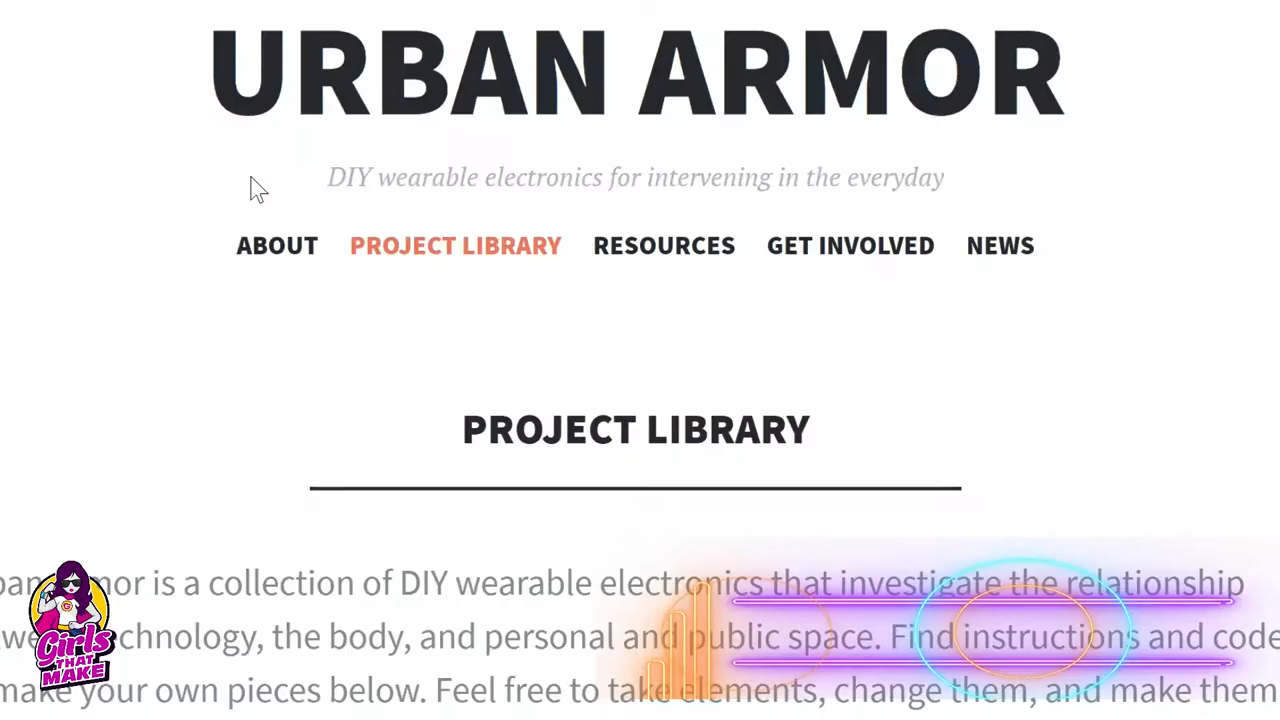 URBAN ARMOR
DIY wearable electronics for intervening in the everyday
ABOUT PROJECT LIBRARY RESOURCES GET INVOLVED NEWS
PROJECT LIBRARY
is a collection of DIY wearable electronics that investigate the relationship
the body, and personal and public space. Find instructions and code
make your own pieces below. Feel free to take elements, change them, and make them
Girls
THAT
MAKE